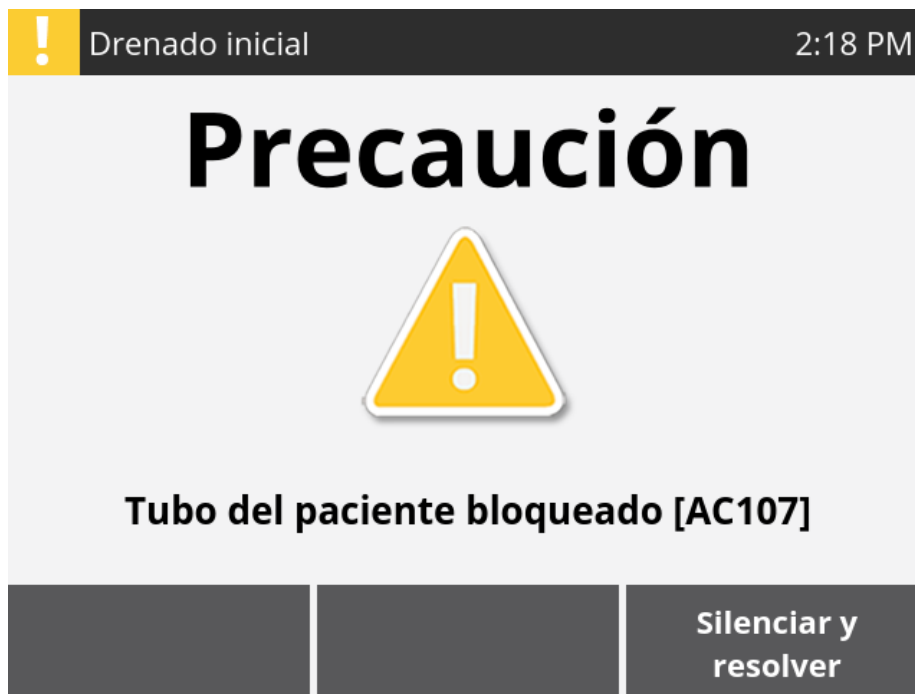 ! Drenado inicial 2:18 PM
Precaución
!
Tubo del paciente bloqueado [AC107]
Silenciar y
resolver